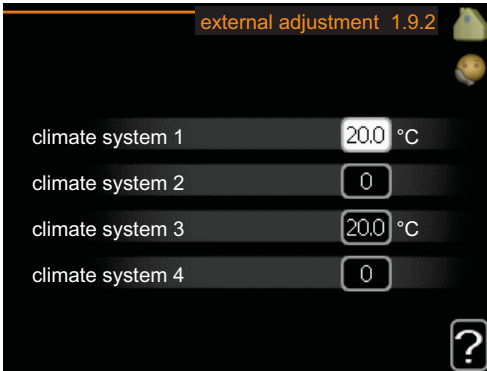 external adjustment 1.9.2
climate system 1 20.0 °C
climate system 2 0
climate system 3 20.0 °C
climate system 4 0
?